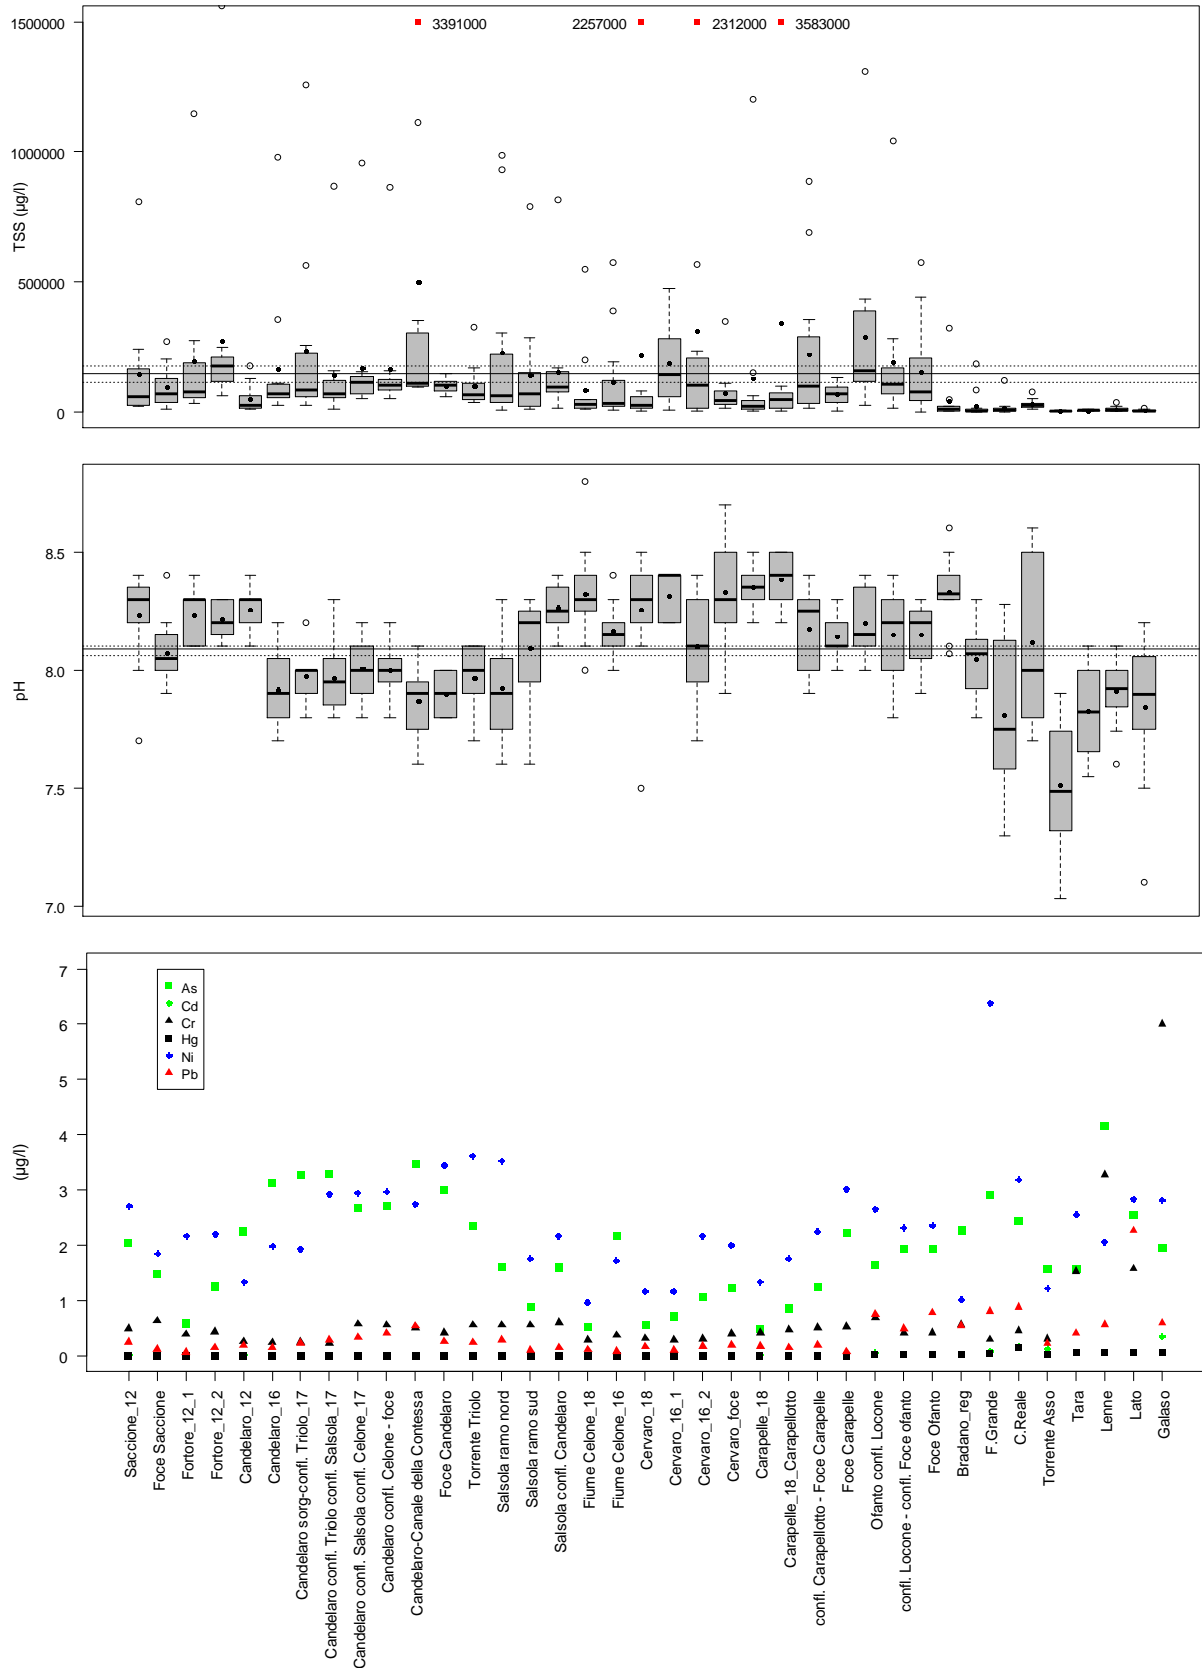 1500000
3391000
2257000
2312000
3583000
1000000
500000
0
TSS (µg/l)
8.5
8.0
7.5
7.0
pH
7
6
5
4
3
2
1
0
(µg/l)
As
Cd
Cr
Hg
Ni
Pb
Saccione_12
Foce Saccione
Fortore_12_1
Fortore_12_2
Candelaro_12
Candelaro_16
Candelaro sorg-confl. Triolo_17
Candelaro confl. Triolo confl. Salsola_17
Candelaro confl. Salsola confl. Celone_17
Candelaro confl. Celone - foce
Candelaro-Canale della Contessa
Foce Candelaro
Torrente Triolo
Salsola ramo nord
Salsola ramo sud
Salsola confl. Candelaro
Fiume Celone_18
Fiume Celone_16
Cervaro_18
Cervaro_16_1
Cervaro_16_2
Cervaro_foce
Carapelle_18
Carapelle_18_Carapellotto
confl. Carapellotto - Foce Carapelle
Foce Carapelle
Ofanto confl. Locone
confl. Locone - confl. Foce ofanto
Foce Ofanto
Bradano_reg
F.Grande
C.Reale
Torrente Asso
Tara
Lenne
Lato
Galaso